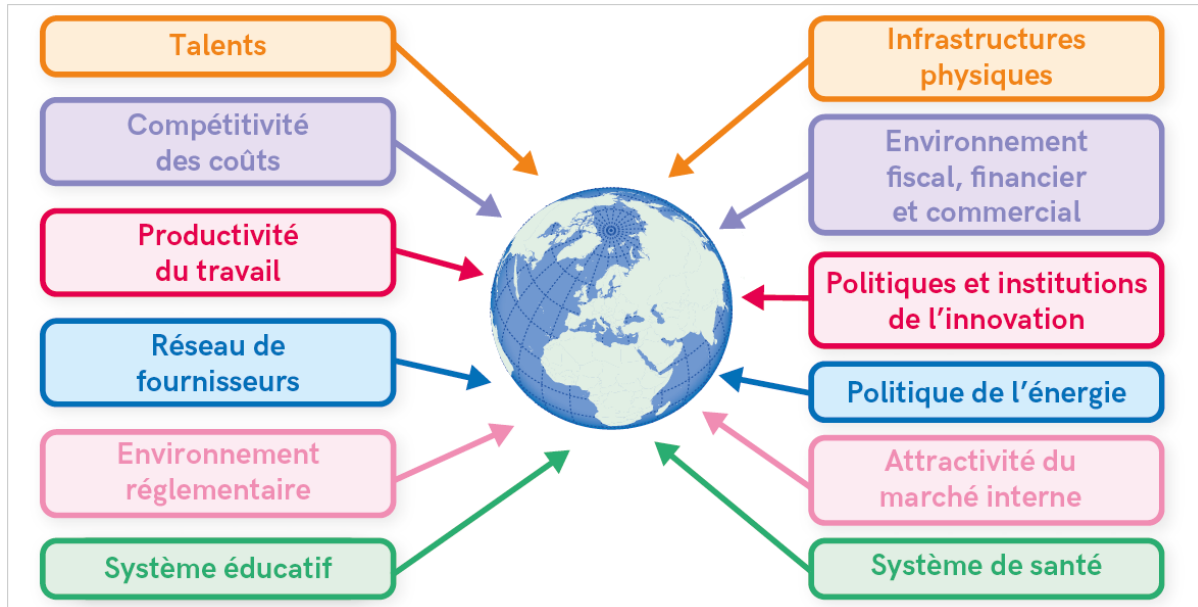 Talents
Compétitivité
des coûts
Productivité
du travail
Réseau de
fournisseurs
Environnement
réglementaire
Système éducatif
Infrastructures
physiques
Environnement
fiscal, financier
et commercial
Politiques et institutions
de l’innovation
Politique de l’énergie
Attractivité du
marché interne
Système de santé